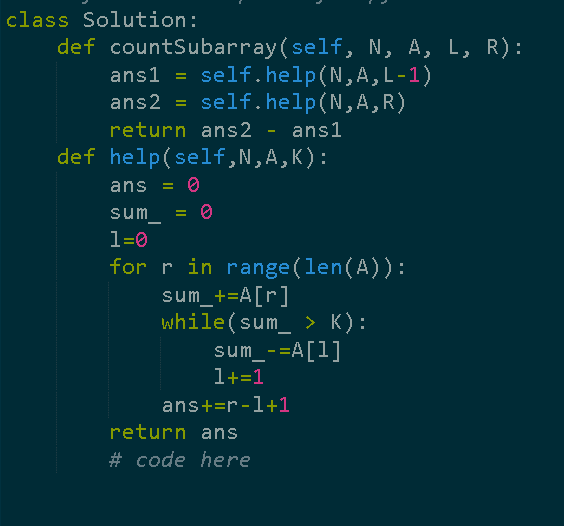 class Solution:
    def countSubarray(self, N, A, L, R):
        ans1 = self.help(N,A,L-1)
        ans2 = self.help(N,A,R)
        return ans2 - ans1
    def help(self,N,A,K):
        ans = 0
        sum_ = 0
        l=0
        for r in range(len(A)):
            sum_+=A[r]
            while(sum_ > K):
                sum_-=A[l]
                l+=1
            ans+=r-l+1
        return ans
        # code here